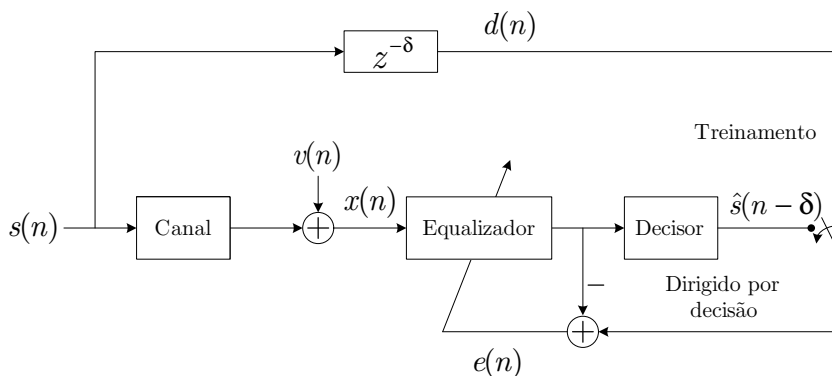 d(n)
z^{-δ}
Treinamento
v(n)
s(n)
Canal
x(n)
Equalizador
Decisor
ŝ(n − δ)
−
Dirigido por
decisão
e(n)